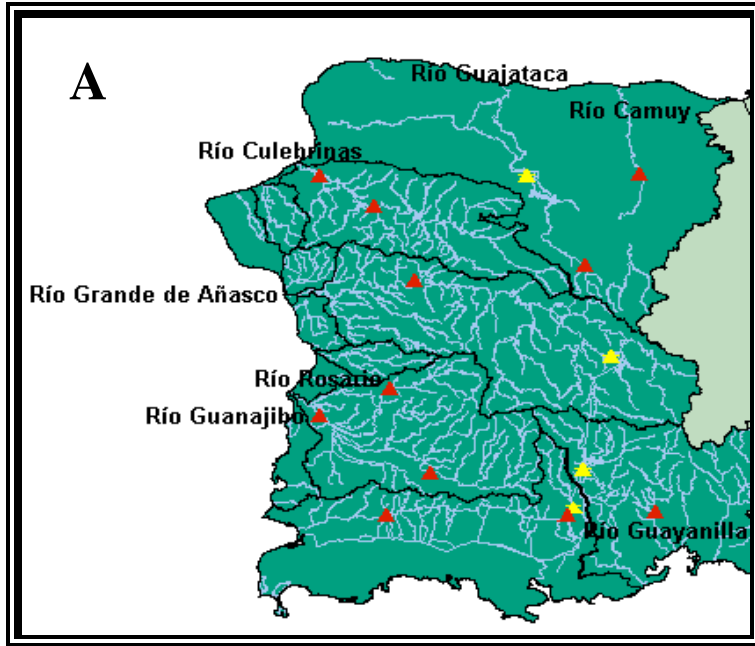 A
Río Guajataca
Río Camuy
Río Culebrinas
Río Grande de Añasco
Río Rosario
Río Guanajibo
Río Guayanilla